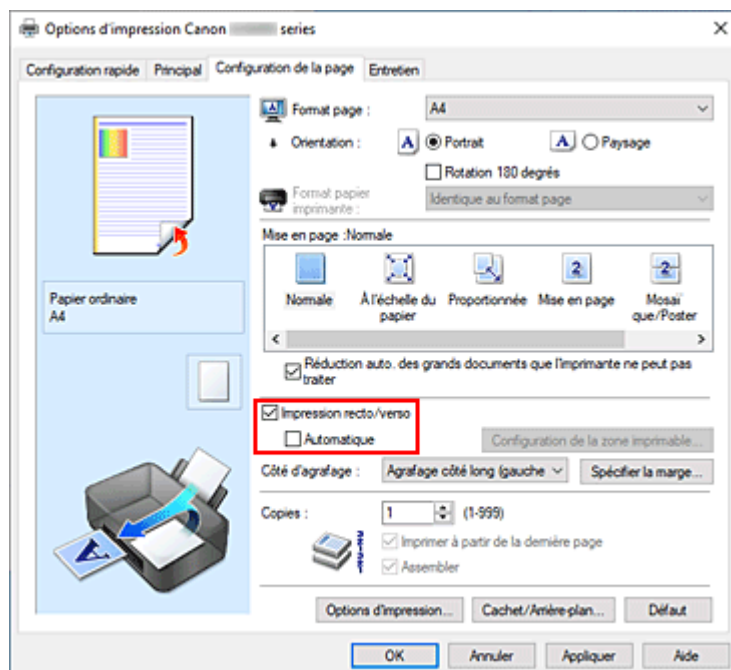 Options d'impression Canon series
Configuration rapide Principal Configuration de la page Entretien
Format page : A4
Orientation : A Portrait A Paysage
Rotation 180 degrés
Format papier imprimante : Identique au format page
Mise en page :Normale
Normale
À l'échelle du papier
Proportionnée
2 Mise en page
2 Mosaï que/Poster
Papier ordinaire
A4
Réduction auto. des grands documents que l'imprimante ne peut pas
traiter
Impression recto/verso
Automatique Configuration de la zone imprimable...
Côté d'agrafage : Agrafage côté long (gauche Spécifier la marge...
Copies : 1 (1-999)
Imprimer à partir de la dernière page
Assembler
A
Options d'impression... Cachet/Arrière-plan... Défaut
OK Annuler Appliquer Aide